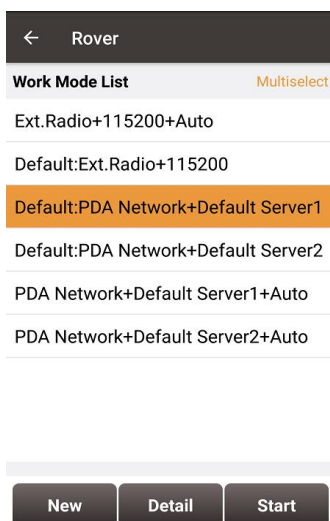 Rover
Work Mode List Multiselect
Ext.Radio+115200+Auto
Default:Ext.Radio+115200
Default:PDA Network+Default Server1
Default:PDA Network+Default Server2
PDA Network+Default Server1+Auto
PDA Network+Default Server2+Auto
New Detail Start